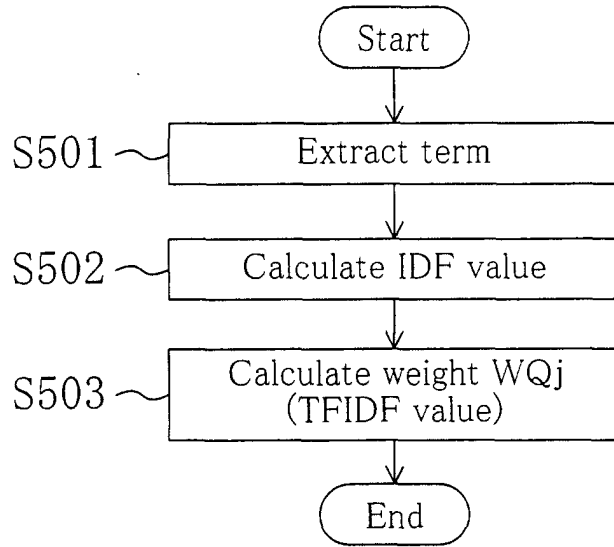 Start
S501
Extract term
S502
Calculate IDF value
S503
Calculate weight WQj
(TFIDF value)
End